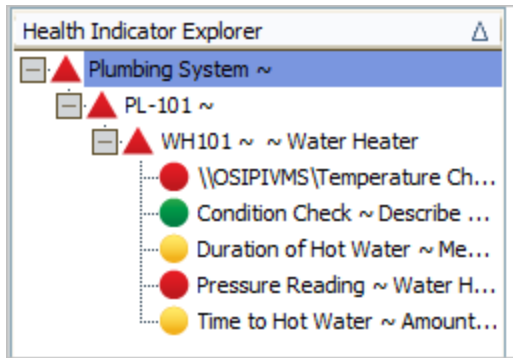 Health Indicator Explorer
Plumbing System ~
PL-101 ~
WH101 ~ ~ Water Heater
\\OSIPIVMS\Temperature Ch...
Condition Check ~ Describe ...
Duration of Hot Water ~ Me...
Pressure Reading ~ Water H...
Time to Hot Water ~ Amount...